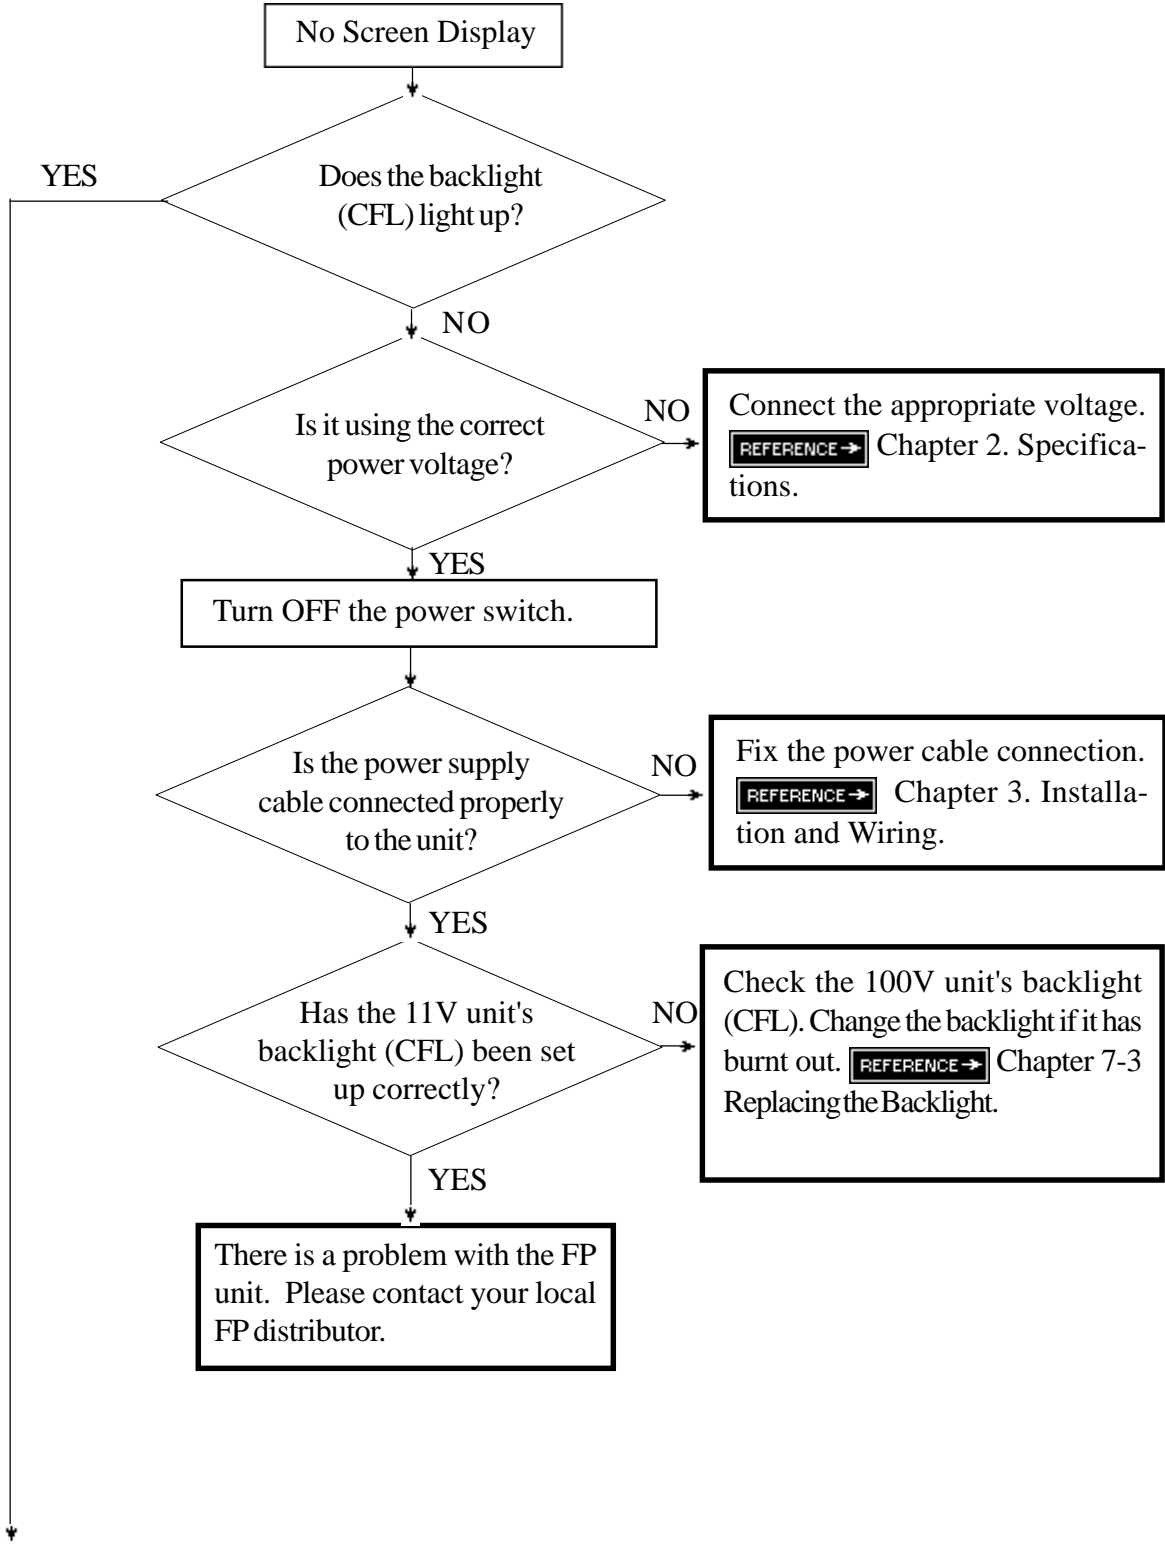 No Screen Display
YES
Does the backlight
(CFL) light up?
NO
Is it using the correct
power voltage?
NO
Connect the appropriate voltage.
REFERENCE→ Chapter 2. Specifica-
tions.
YES
Turn OFF the power switch.
Is the power supply
cable connected properly
to the unit?
NO
Fix the power cable connection.
REFERENCE→ Chapter 3. Installa-
tion and Wiring.
YES
Has the 11V unit's
backlight (CFL) been set
up correctly?
NO
Check the 100V unit's backlight
(CFL). Change the backlight if it has
burnt out. REFERENCE→ Chapter 7-3
Replacing the Backlight.
YES
There is a problem with the FP
unit. Please contact your local
FP distributor.